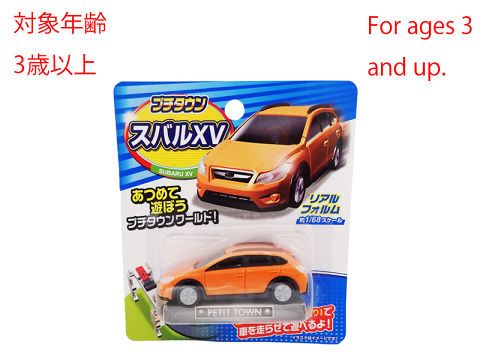 対象年齢
3歳以上
For ages 3
and up.
プチタウン
スバルXV
SUBARU XV
あつめて
遊ぼう
プチタウンワールド!
リアル
フォルム
約1/68スケール
PETIT TOWN
て
車を走らせて遊べるよ!